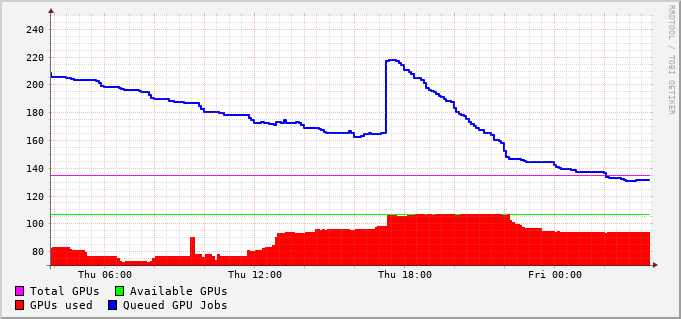 240
220
200
180
160
140
120
100
80
Thu 06:00 Thu 12:00 Thu 18:00 Fri 00:00
Total GPUs Available GPUs
GPUs used Queued GPU Jobs
RRDTOOL / TOBI OETIKER